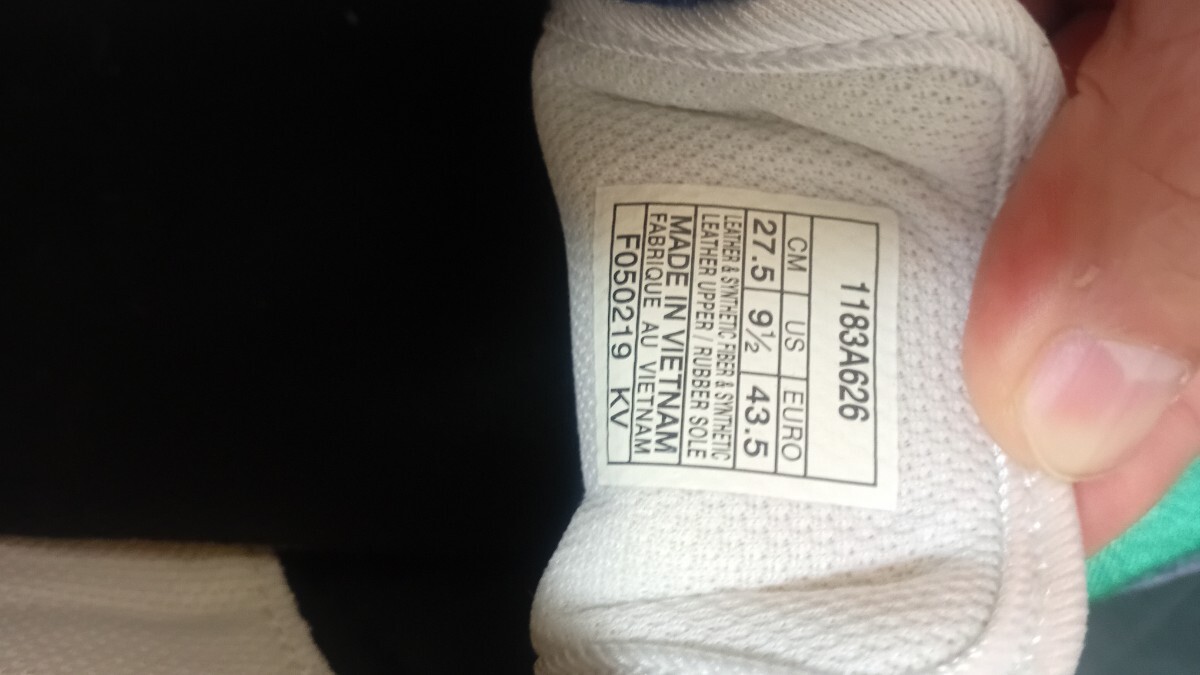 1183A626
CM US EURO
27.5 9½ 43.5
LEATHER & SYNTHETIC FIBER & SYNTHETIC
LEATHER UPPER / RUBBER SOLE
MADE IN VIETNAM
FABRIQUE AU VIETNAM
F050219 KV